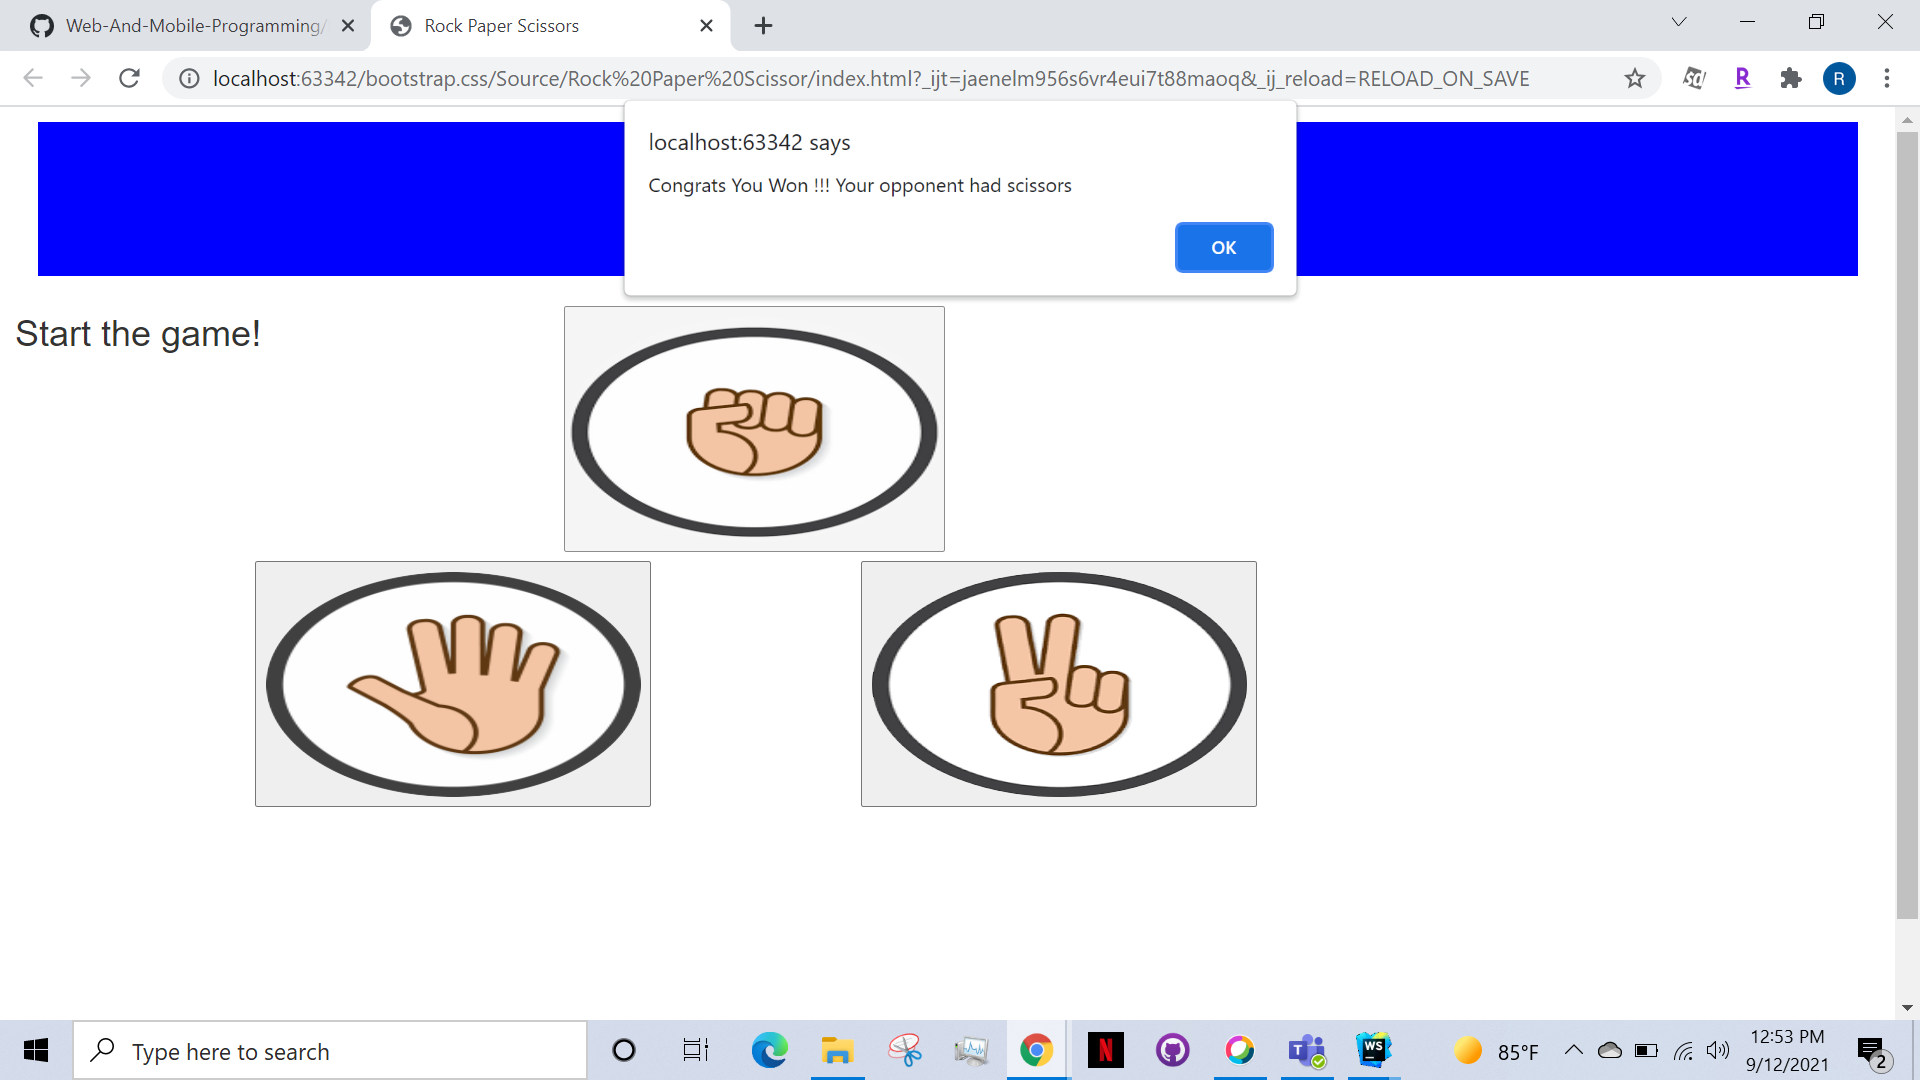 Web-And-Mobile-Programming/
Rock Paper Scissors
localhost:63342/bootstrap.css/Source/Rock%20Paper%20Scissor/index.html?_ijt=jaenelm956s6vr4eui7t88maoq&_ij_reload=RELOAD_ON_SAVE
R
R
localhost:63342 says
Congrats You Won !!! Your opponent had scissors
OK
Start the game!
Type here to search
N
T
WS
85°F
12:53 PM
9/12/2021
2